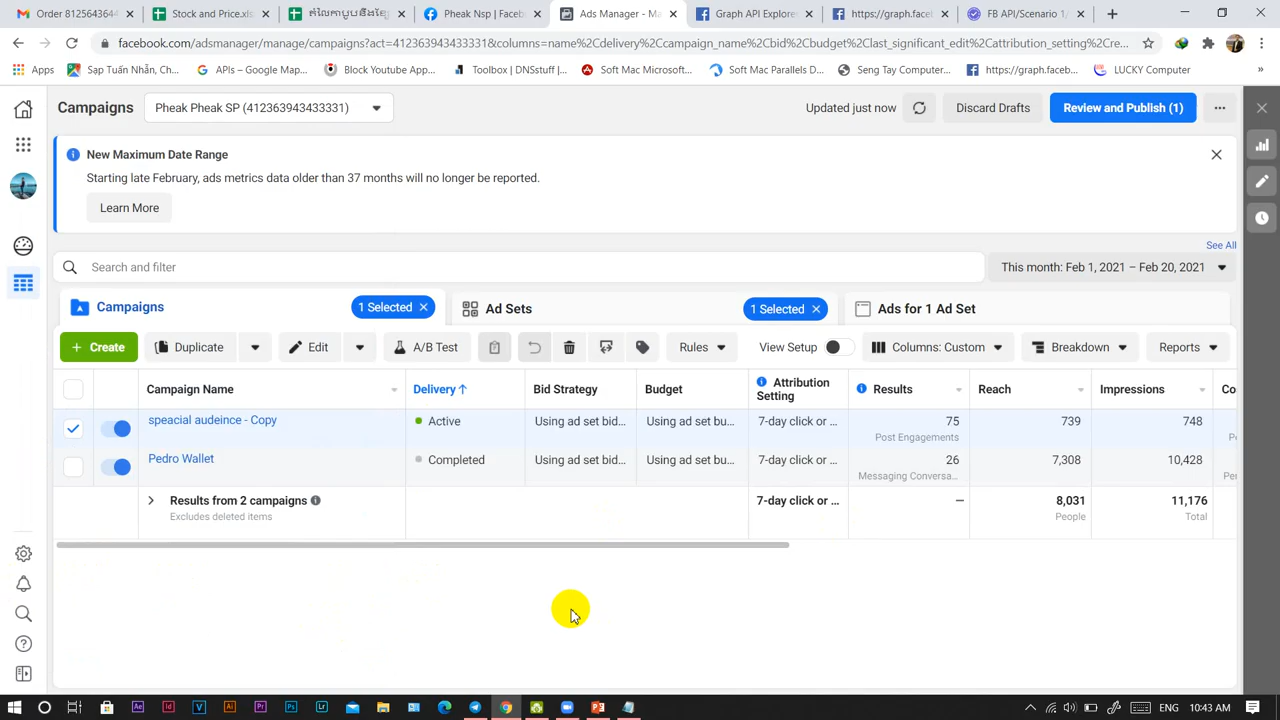 Order 8125643644
Stock and Price.xls
Pheak Nsp | Faceb
Ads Manager - Ma
Graph API Explore
https://graph.faceb
FB API/Scenario 1/
facebook.com/adsmanager/manage/campaigns?act=412363943433331&columns=name%2Cdelivery%2Ccampaign_name%2Cbid%2Cbudget%2Clast_significant_edit%2Cattribution_setting%2Cre...
Apps
Sạp Tuấn Nhẫn, Ch...
APIs – Google Map...
Block Youtube App...
Toolbox | DNSstuff |...
Soft Mac Microsoft...
Soft Mac Parallels D...
Seng Tay Computer...
https://graph.faceb...
LUCKY Computer
»
Campaigns
Pheak Pheak SP (412363943433331)
Updated just now
Discard Drafts
Review and Publish (1)
New Maximum Date Range
Starting late February, ads metrics data older than 37 months will no longer be reported.
Learn More
See All
Search and filter
This month: Feb 1, 2021 – Feb 20, 2021
Campaigns
1 Selected
Ad Sets
1 Selected
Ads for 1 Ad Set
+ Create
Duplicate
Edit
A/B Test
Rules
View Setup
Columns: Custom
Breakdown
Reports
Campaign Name
Delivery ↑
Bid Strategy
Budget
Attribution
Setting
Results
Reach
Impressions
Co
speacial audeince - Copy
Active
Using ad set bid...
Using ad set bu...
7-day click or ...
75
Post Engagements
739
748
Pedro Wallet
Completed
Using ad set bid...
Using ad set bu...
7-day click or ...
26
Messaging Conversa...
7,308
10,428
Results from 2 campaigns
Excludes deleted items
7-day click or ...
—
8,031
People
11,176
Total
ENG
10:43 AM